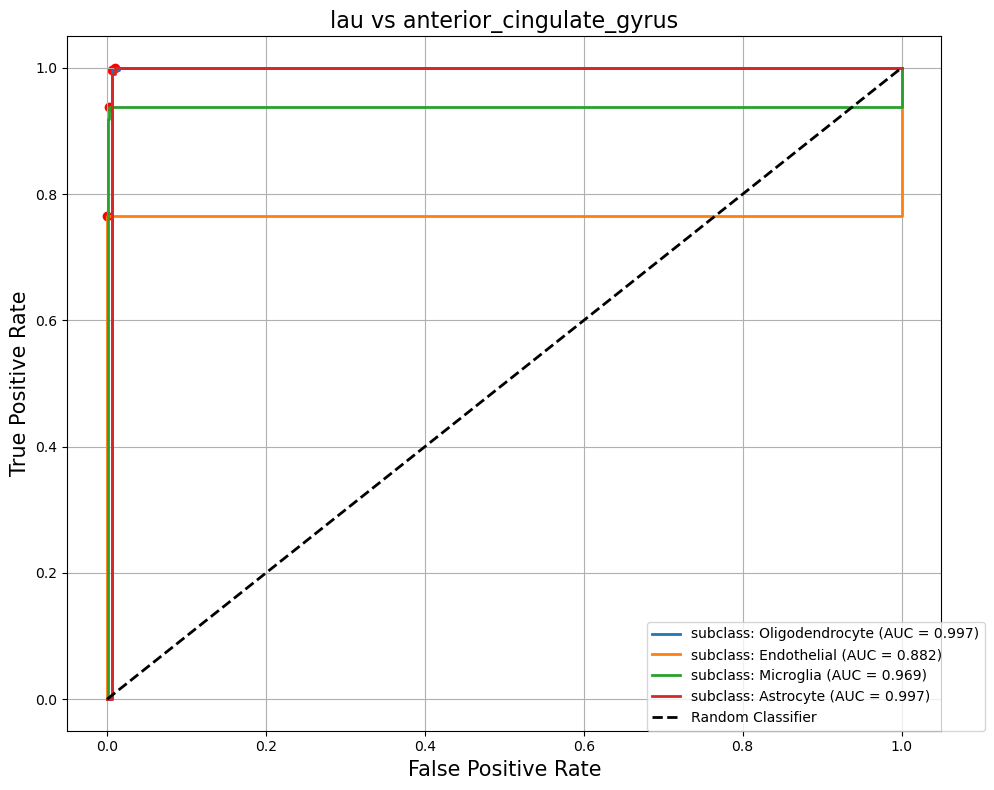 lau vs anterior_cingulate_gyrus
True Positive Rate
1.0
0.8
0.6
0.4
0.2
0.0
subclass: Oligodendrocyte (AUC = 0.997)
subclass: Endothelial (AUC = 0.882)
subclass: Microglia (AUC = 0.969)
subclass: Astrocyte (AUC = 0.997)
Random Classifier
0.0 0.2 0.4 0.6 0.8 1.0
False Positive Rate